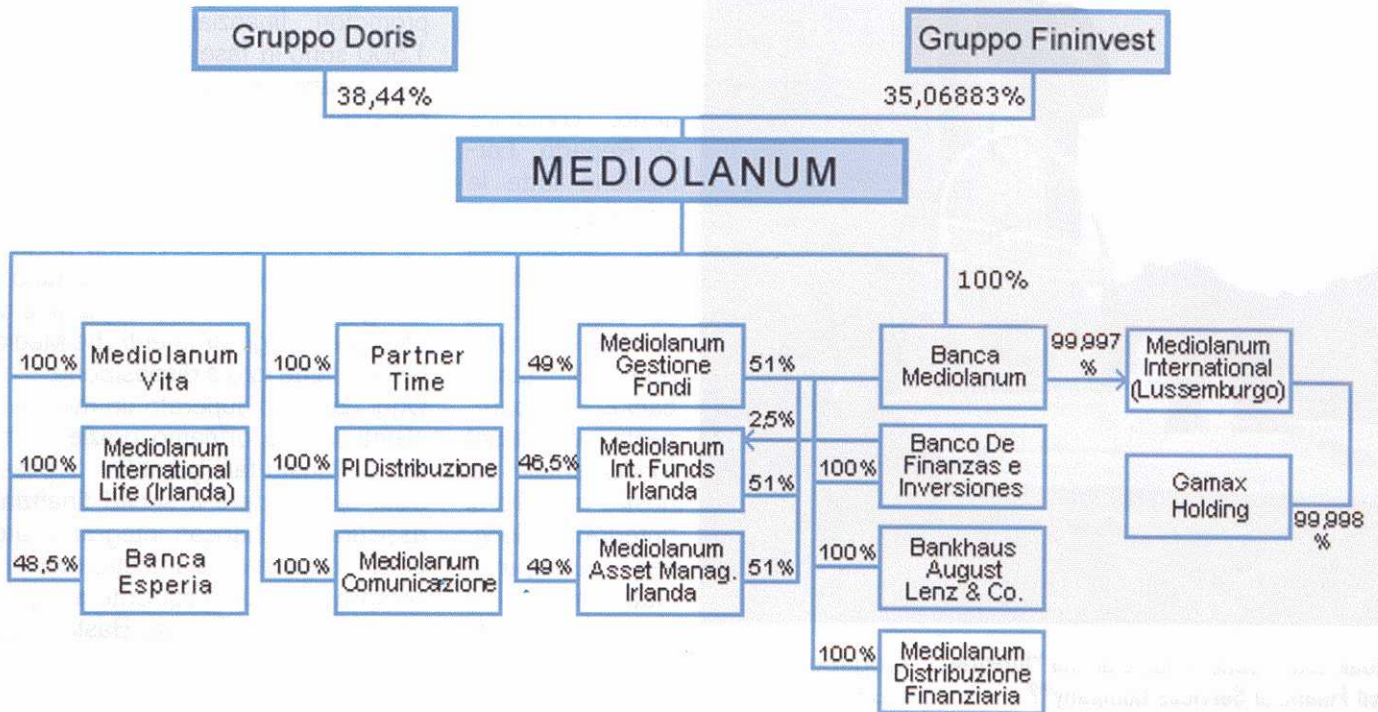 Gruppo Doris
Gruppo Fininvest
38,44%
35,06883%
MEDIOLANUM
100%
100%
Mediolanum
Vita
100%
Partner
Time
49%
Mediolanum
Gestione
Fondi
51%
Banca
Mediolanum
99,997
%
Mediolanum
International
(Lussemburgo)
100%
Mediolanum
International
Life (Irlanda)
100%
PI Distribuzione
46,5%
Mediolanum
Int. Funds
Irlanda
2,5%
51%
100%
Banco De
Finanzas e
Inversiones
Gamax
Holding
99,998
%
48,5%
Banca
Esperia
100%
Mediolanum
Comunicazione
49%
Mediolanum
Asset Manag.
Irlanda
51%
100%
Bankhaus
August
Lenz & Co.
100%
Mediolanum
Distribuzione
Finanziaria